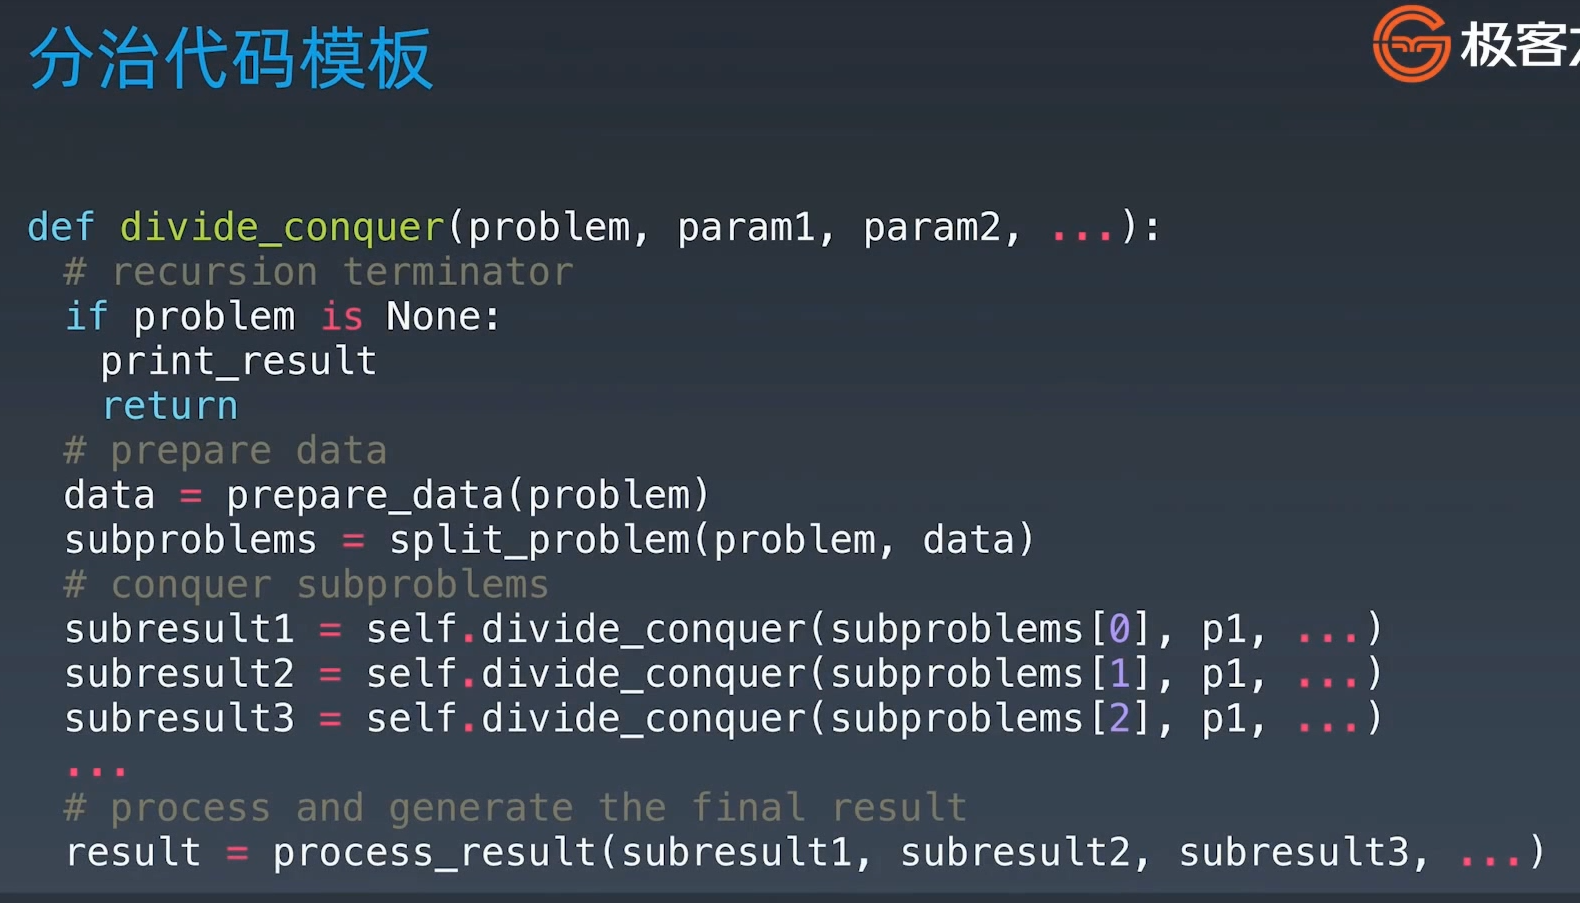 分治代码模板
极客
def divide_conquer(problem, param1, param2, ...):
  # recursion terminator
  if problem is None:
    print_result
    return
  # prepare data
  data = prepare_data(problem)
  subproblems = split_problem(problem, data)
  # conquer subproblems
  subresult1 = self.divide_conquer(subproblems[0], p1, ...)
  subresult2 = self.divide_conquer(subproblems[1], p1, ...)
  subresult3 = self.divide_conquer(subproblems[2], p1, ...)
  ...
  # process and generate the final result
  result = process_result(subresult1, subresult2, subresult3, ...)